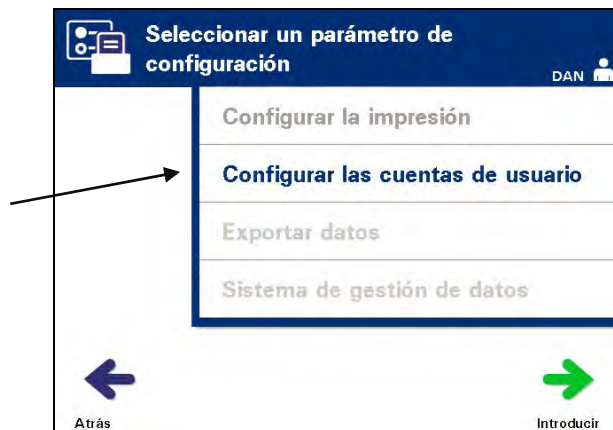 Seleccionar un parámetro de
configuración
DAN
Configurar la impresión
Configurar las cuentas de usuario
Exportar datos
Sistema de gestión de datos
Atrás
Introducir